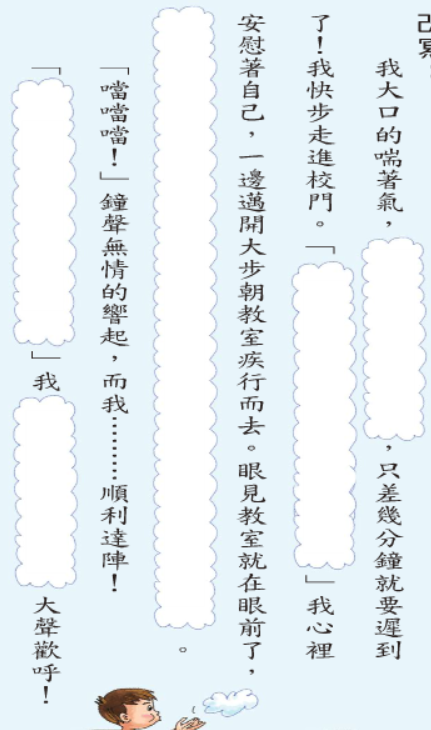 我大口的喘著氣，，只差幾分鐘就要遲到
了！我快步走進校門。「」我心裡
安慰著自己，一邊邁開大步朝教室疾行而去。眼見教室就在眼前了，
。
「噹噹噹！」鐘聲無情的響起，而我…………順利達陣！
「」我大聲歡呼！